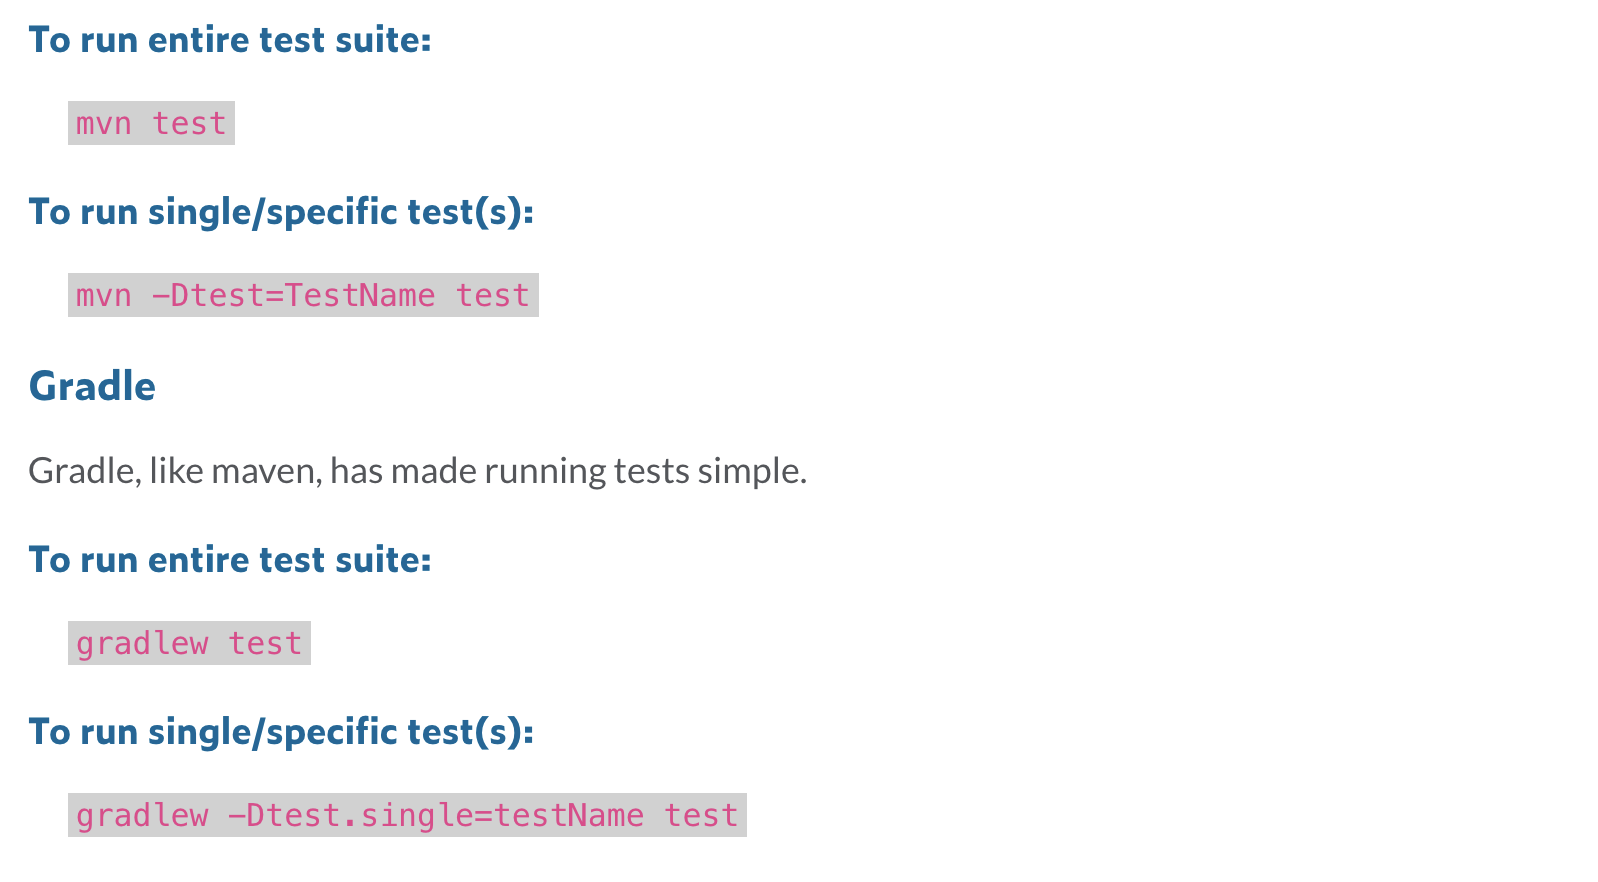 To run entire test suite:
mvn test
To run single/specific test(s):
mvn -Dtest=TestName test
Gradle
Gradle, like maven, has made running tests simple.
To run entire test suite:
gradlew test
To run single/specific test(s):
gradlew -Dtest.single=testName test